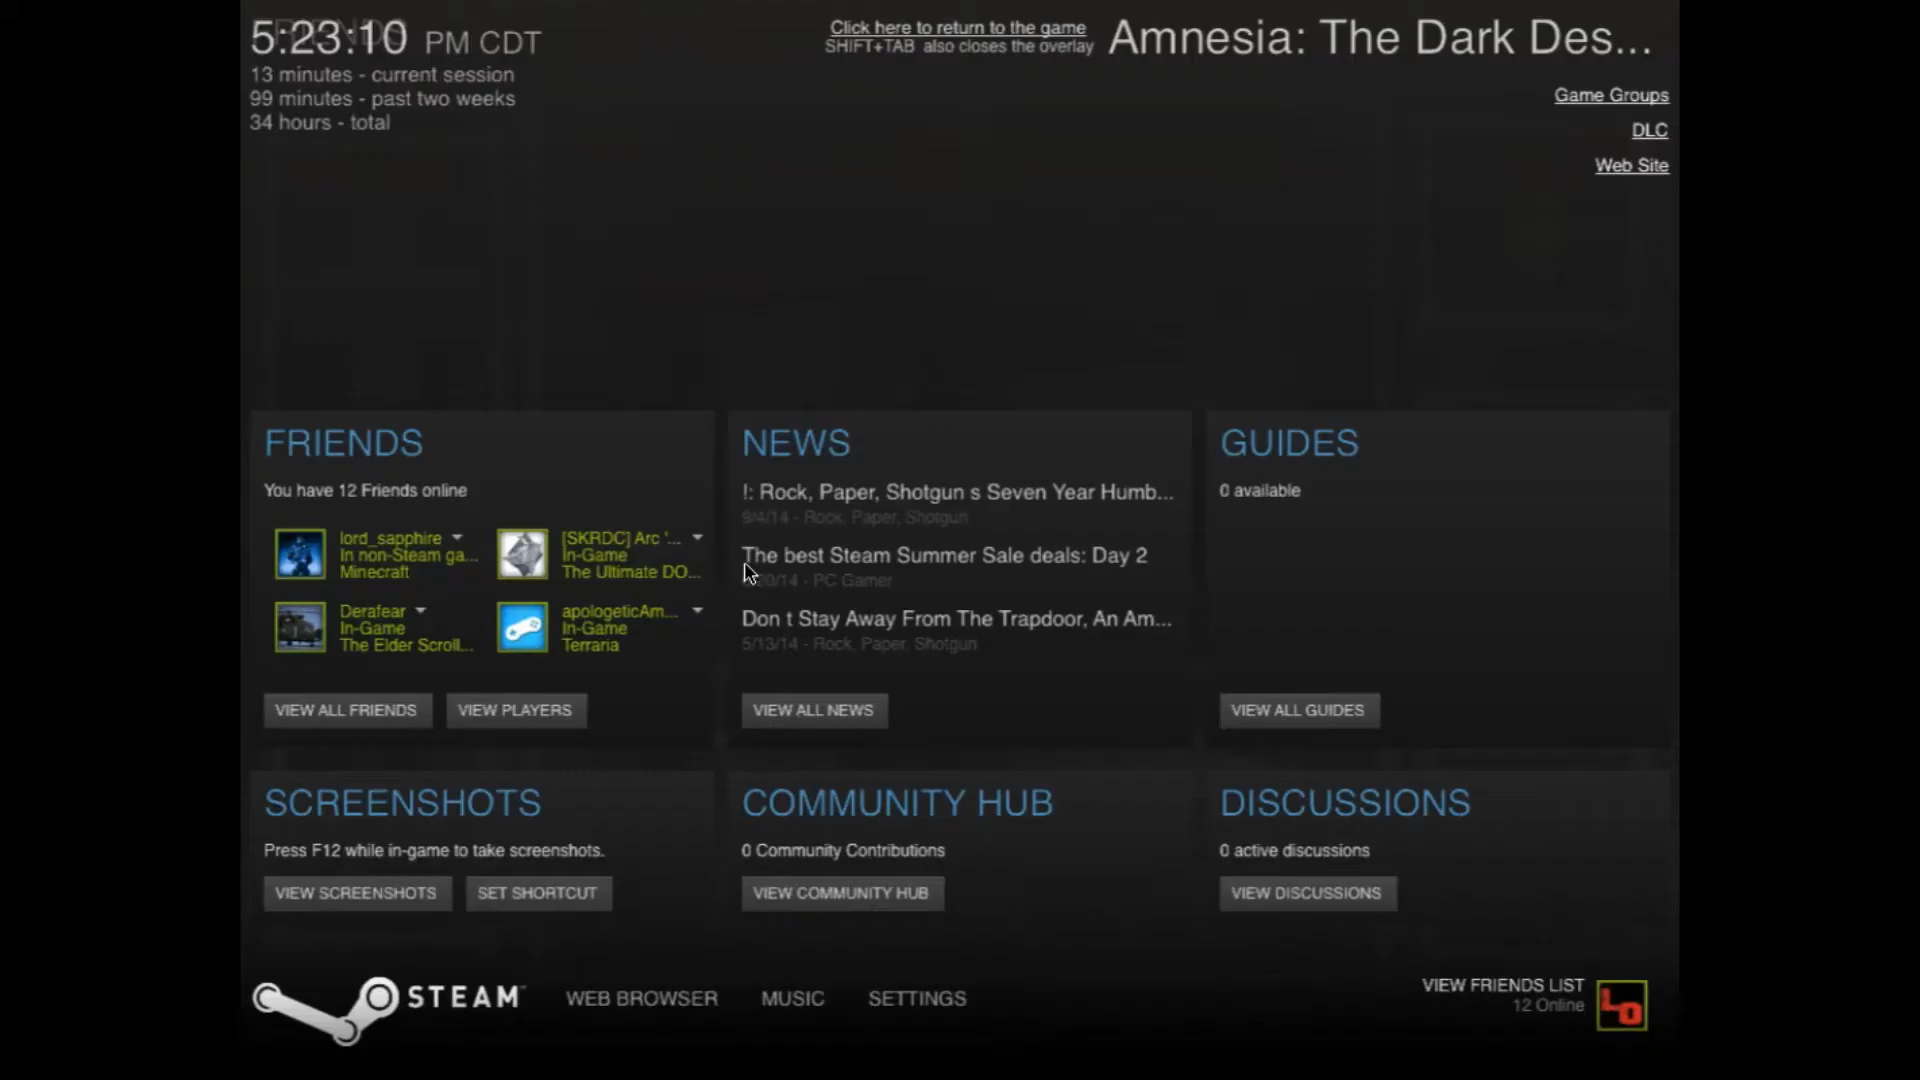 5:23:10 PM CDT
13 minutes - current session
99 minutes - past two weeks
34 hours - total
Click here to return to the game
SHIFT+TAB also closes the overlay
Amnesia: The Dark Des...
Game Groups
DLC
Web Site
FRIENDS
You have 12 Friends online
lord_sapphire
In non-Steam ga...
Minecraft
[SKRDC] Arc '...
In-Game
The Ultimate DO...
Derafear
In-Game
The Elder Scroll...
apologeticAm...
In-Game
Terraria
VIEW ALL FRIENDS
VIEW PLAYERS
NEWS
!: Rock, Paper, Shotgun s Seven Year Humb...
9/4/14 - Rock, Paper, Shotgun
The best Steam Summer Sale deals: Day 2
PC Gamer
Don t Stay Away From The Trapdoor, An Am...
5/13/14 - Rock, Paper, Shotgun
VIEW ALL NEWS
GUIDES
0 available
VIEW ALL GUIDES
SCREENSHOTS
Press F12 while in-game to take screenshots.
VIEW SCREENSHOTS
SET SHORTCUT
COMMUNITY HUB
0 Community Contributions
VIEW COMMUNITY HUB
DISCUSSIONS
0 active discussions
VIEW DISCUSSIONS
STEAM™
WEB BROWSER
MUSIC
SETTINGS
VIEW FRIENDS LIST
12 Online
LO